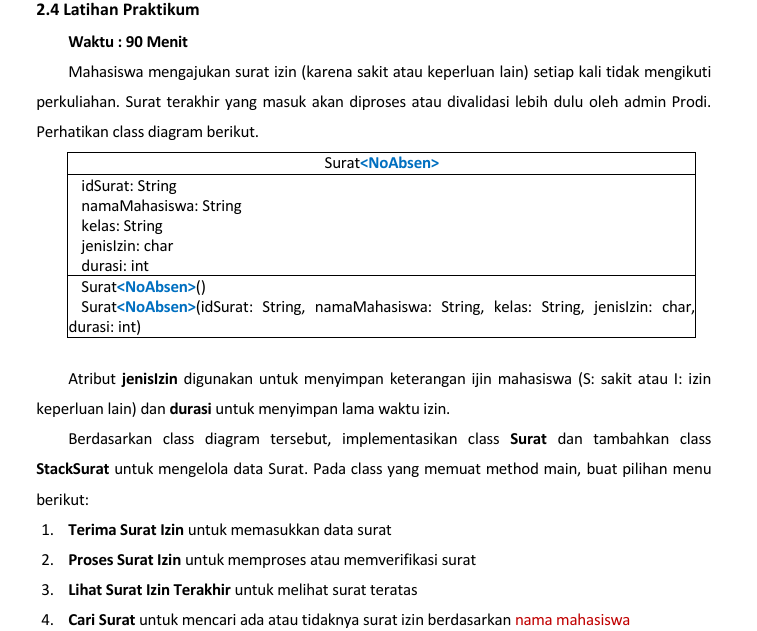 2.4 Latihan Praktikum
Waktu : 90 Menit
Mahasiswa mengajukan surat izin (karena sakit atau keperluan lain) setiap kali tidak mengikuti
perkuliahan. Surat terakhir yang masuk akan diproses atau divalidasi lebih dulu oleh admin Prodi.
Perhatikan class diagram berikut.
Surat<NoAbsen>
idSurat: String
namaMahasiswa: String
kelas: String
jenisIzin: char
durasi: int
Surat<NoAbsen>()
Surat<NoAbsen>(idSurat: String, namaMahasiswa: String, kelas: String, jenisIzin: char,
durasi: int)
Atribut jenisIzin digunakan untuk menyimpan keterangan ijin mahasiswa (S: sakit atau I: izin
keperluan lain) dan durasi untuk menyimpan lama waktu izin.
Berdasarkan class diagram tersebut, implementasikan class Surat dan tambahkan class
StackSurat untuk mengelola data Surat. Pada class yang memuat method main, buat pilihan menu
berikut:
1. Terima Surat Izin untuk memasukkan data surat
2. Proses Surat Izin untuk memproses atau memverifikasi surat
3. Lihat Surat Izin Terakhir untuk melihat surat teratas
4. Cari Surat untuk mencari ada atau tidaknya surat izin berdasarkan nama mahasiswa